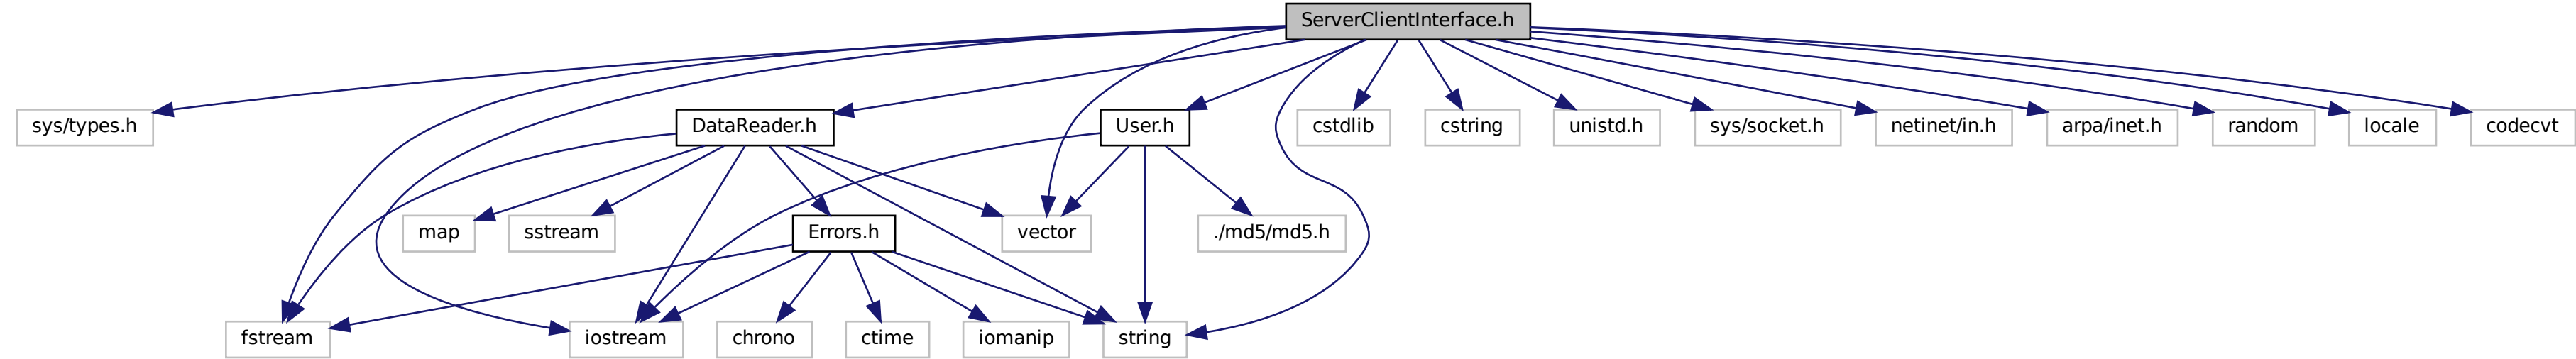 ServerClientInterface.h
sys/types.h
DataReader.h
User.h
cstdlib
cstring
unistd.h
sys/socket.h
netinet/in.h
arpa/inet.h
random
locale
codecvt
map
sstream
Errors.h
vector
./md5/md5.h
fstream
iostream
chrono
ctime
iomanip
string